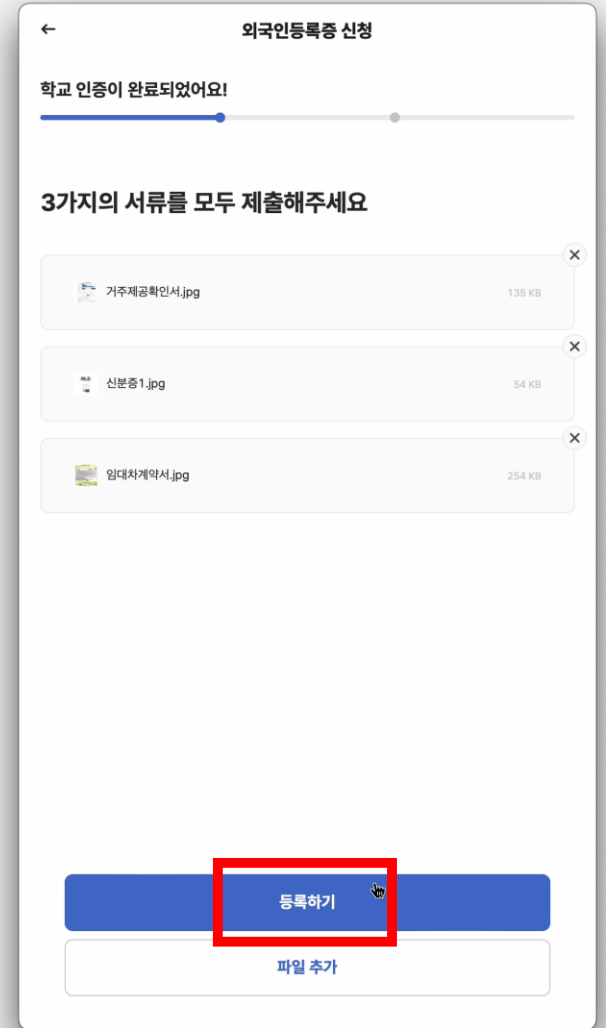 외국인등록증 신청
학교 인증이 완료되었어요!
3가지의 서류를 모두 제출해주세요
거주제공확인서.jpg 135 KB
신분증1.jpg 54 KB
임대차계약서.jpg 254 KB
등록하기
파일 추가